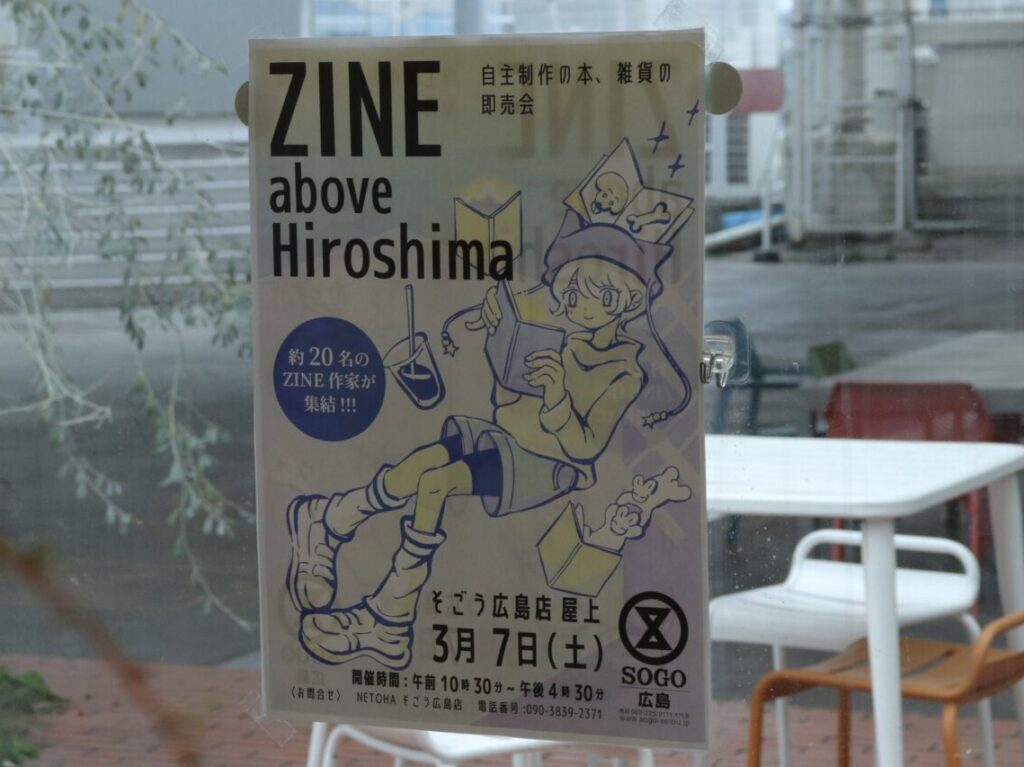 ZINE
above
Hiroshima
自主制作の本、雑貨の
即売会
約20名の
ZINE作家が
集結!!!
そごう広島店 屋上
3月7日(土)
開催時間:午前10時30分~午後4時30分
〈お問合せ〉 NETOHA そごう広島店 電話番号:090-3839-2371
SOGO
広島
www.sogo-seibu.jp